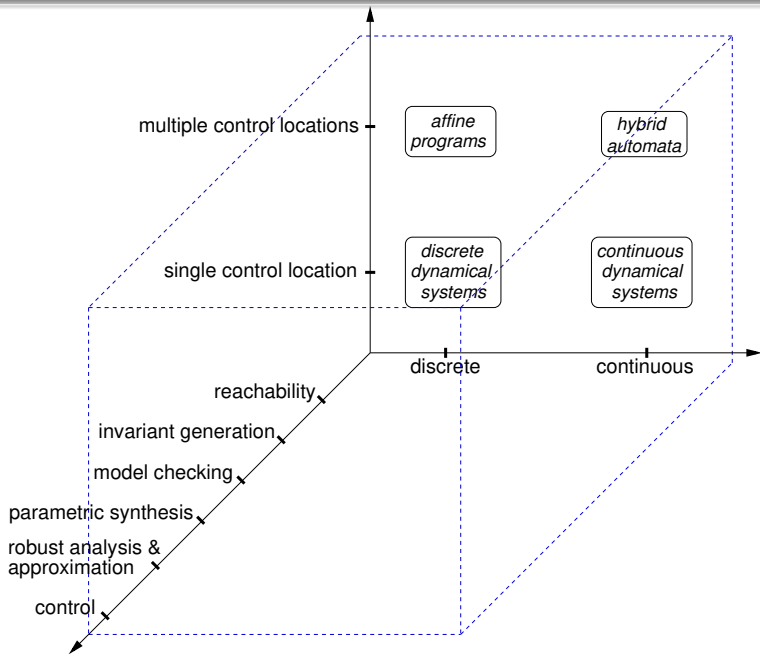 multiple control locations
affine
programs
hybrid
automata
single control location
discrete
dynamical
systems
continuous
dynamical
systems
discrete
continuous
reachability
invariant generation
model checking
parametric synthesis
robust analysis &
approximation
control